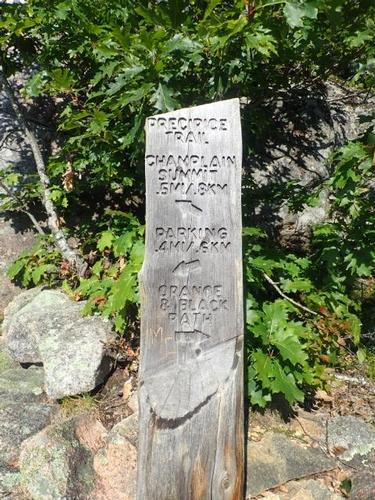 PRECIPICE
TRAIL
CHAMPLAIN
SUMMIT
.5MI/.8KM
PARKING
.4MI/.6KM
ORANGE
& BLACK
PATH